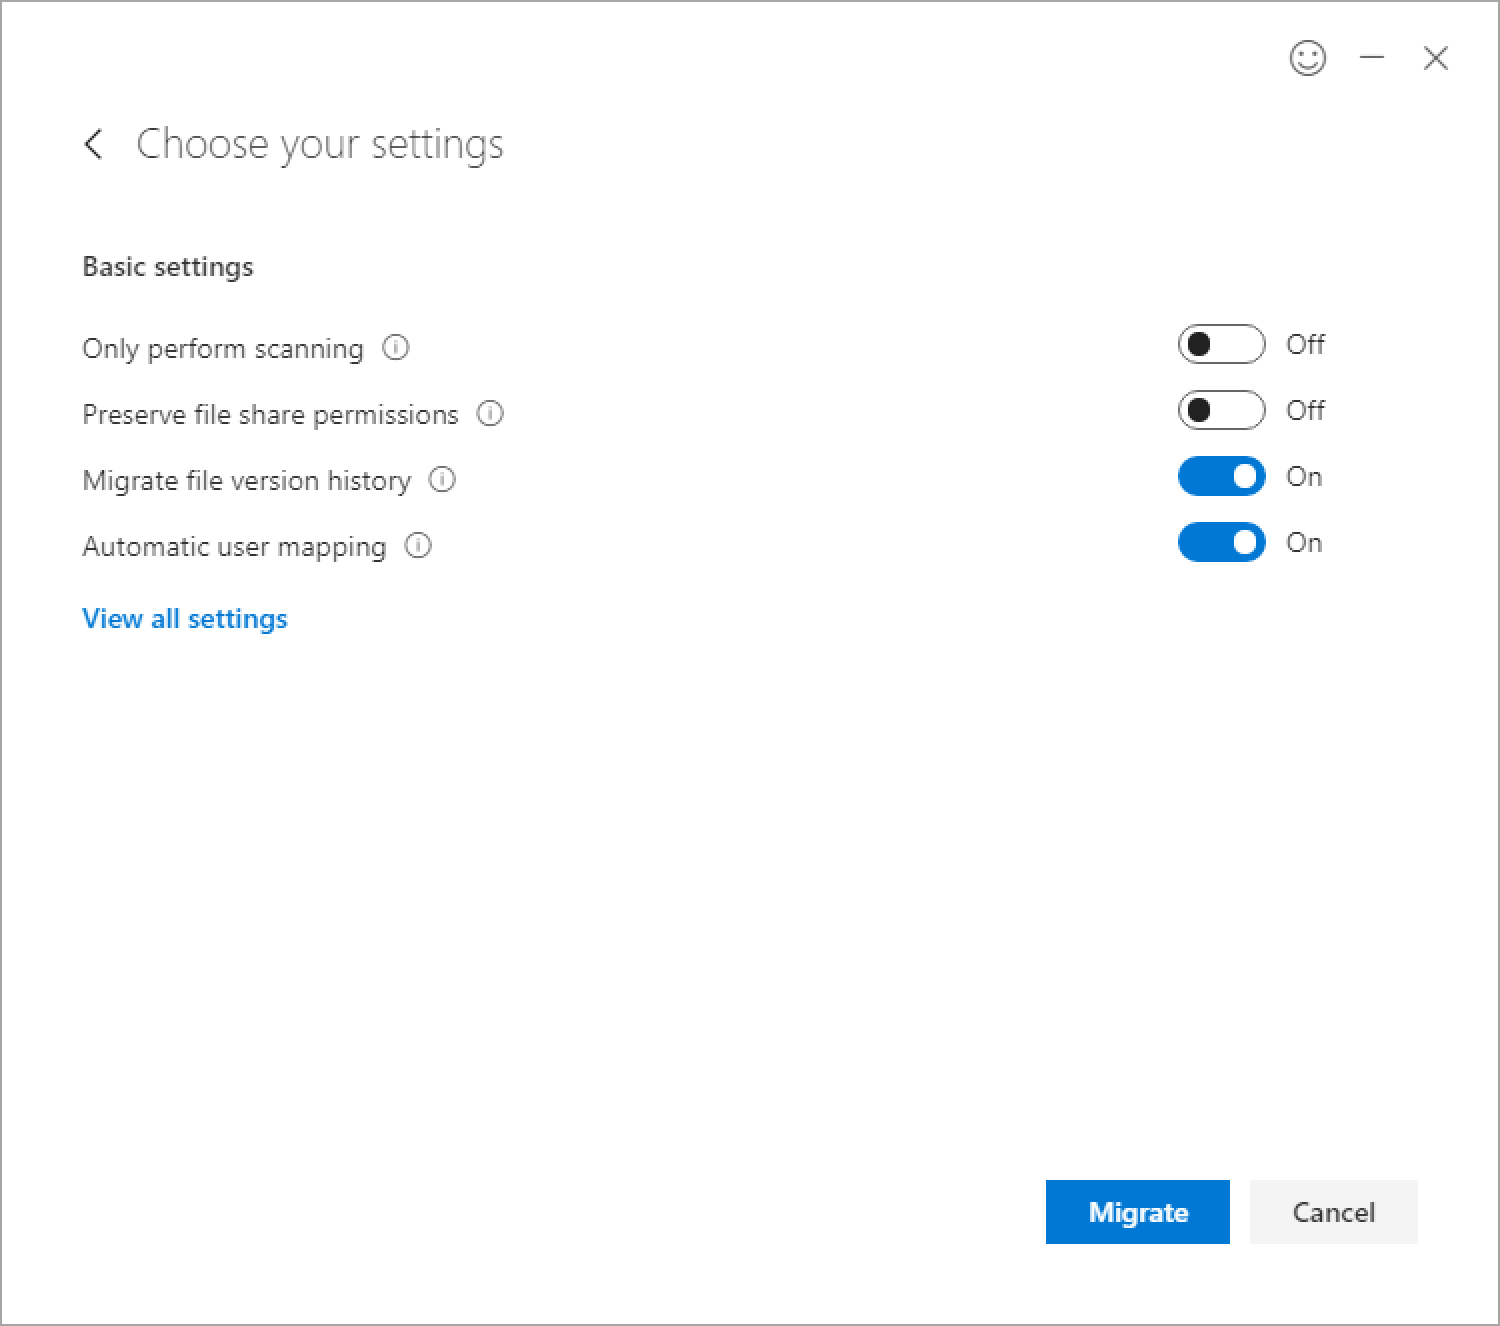 Choose your settings
Basic settings
Only perform scanning Off
Preserve file share permissions Off
Migrate file version history On
Automatic user mapping On
View all settings
Migrate Cancel